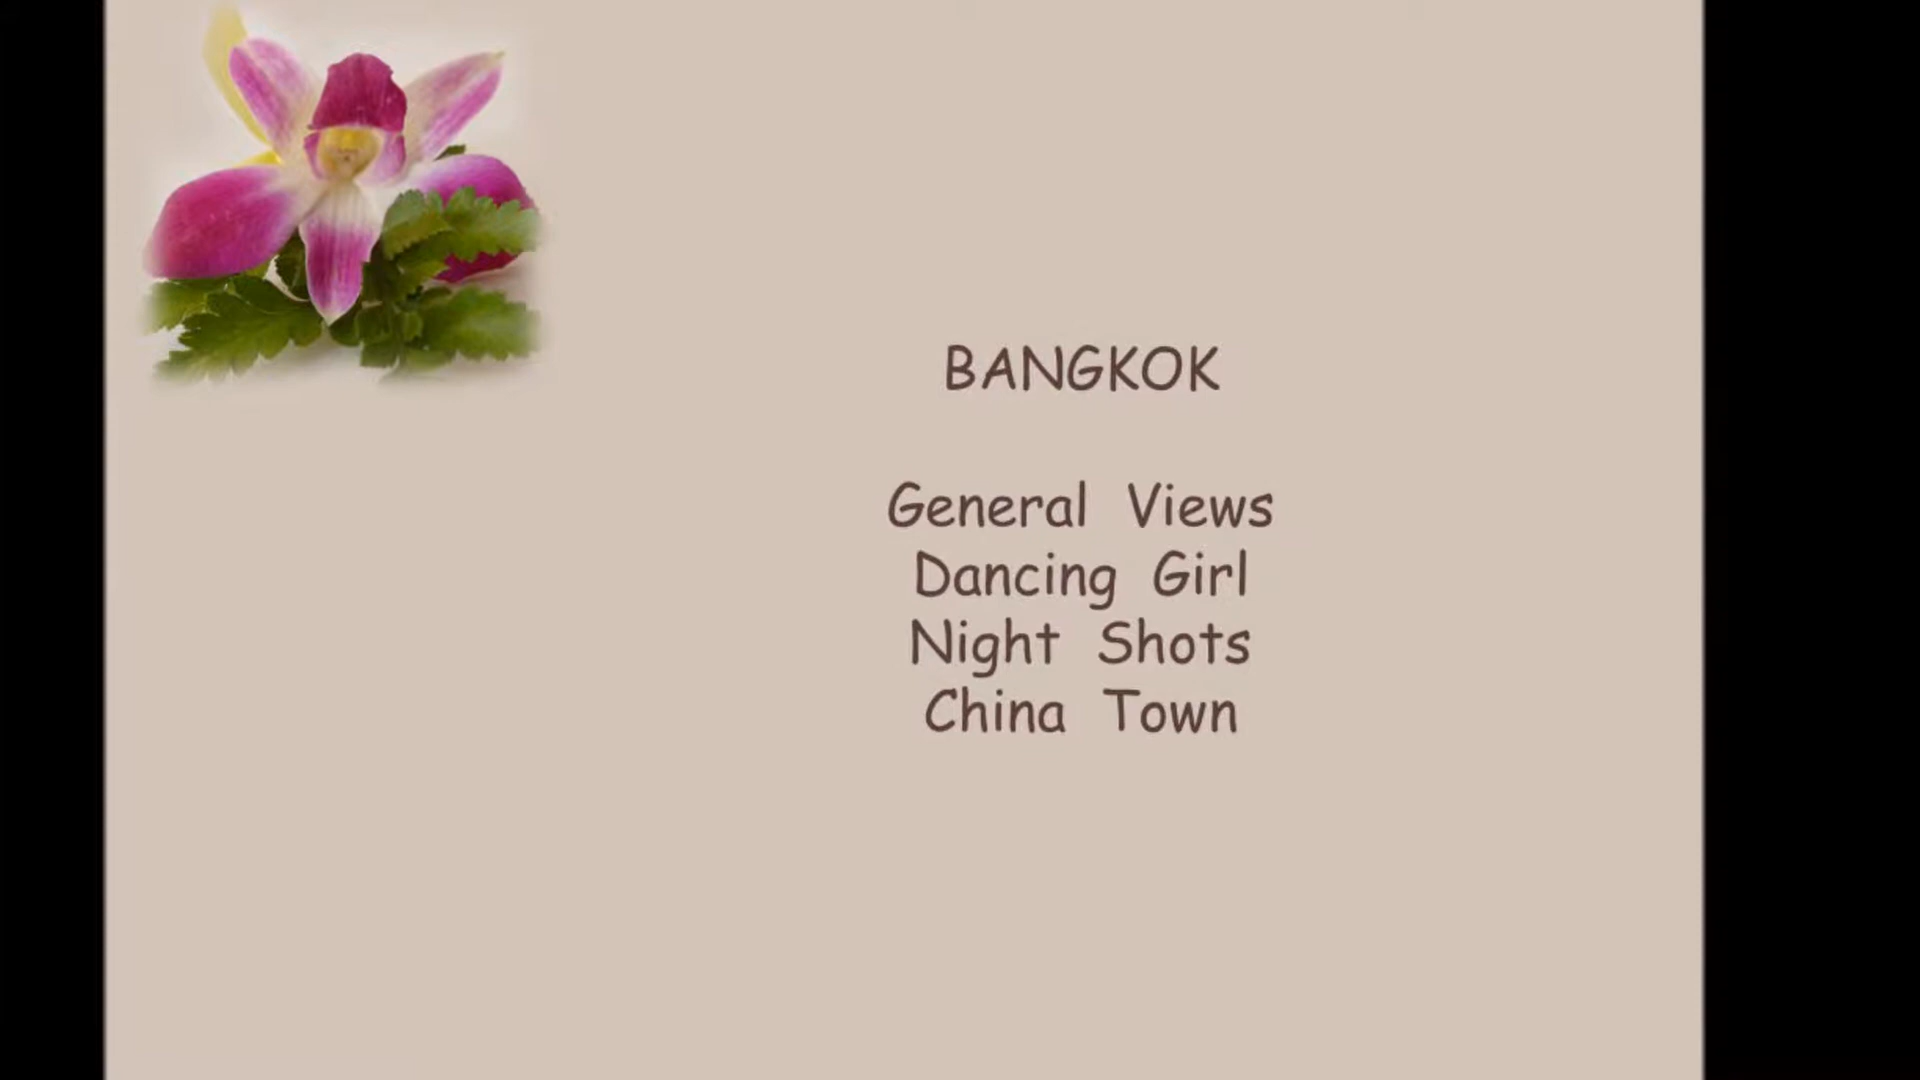 BANGKOK
General Views
Dancing Girl
Night Shots
China Town